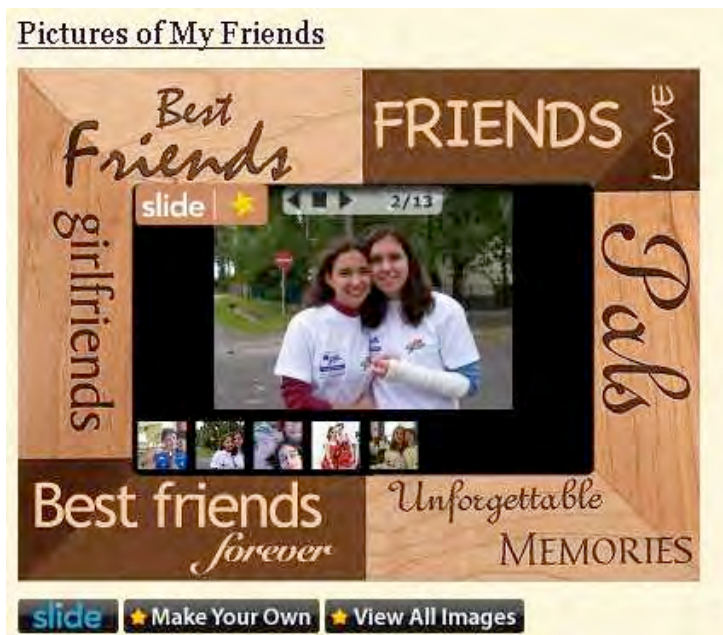 Pictures of My Friends
Best
Friends
FRIENDS
LOVE
slide
2/13
girlfriends
Pals
Best friends
forever
Unforgettable
MEMORIES
slide
Make Your Own
View All Images